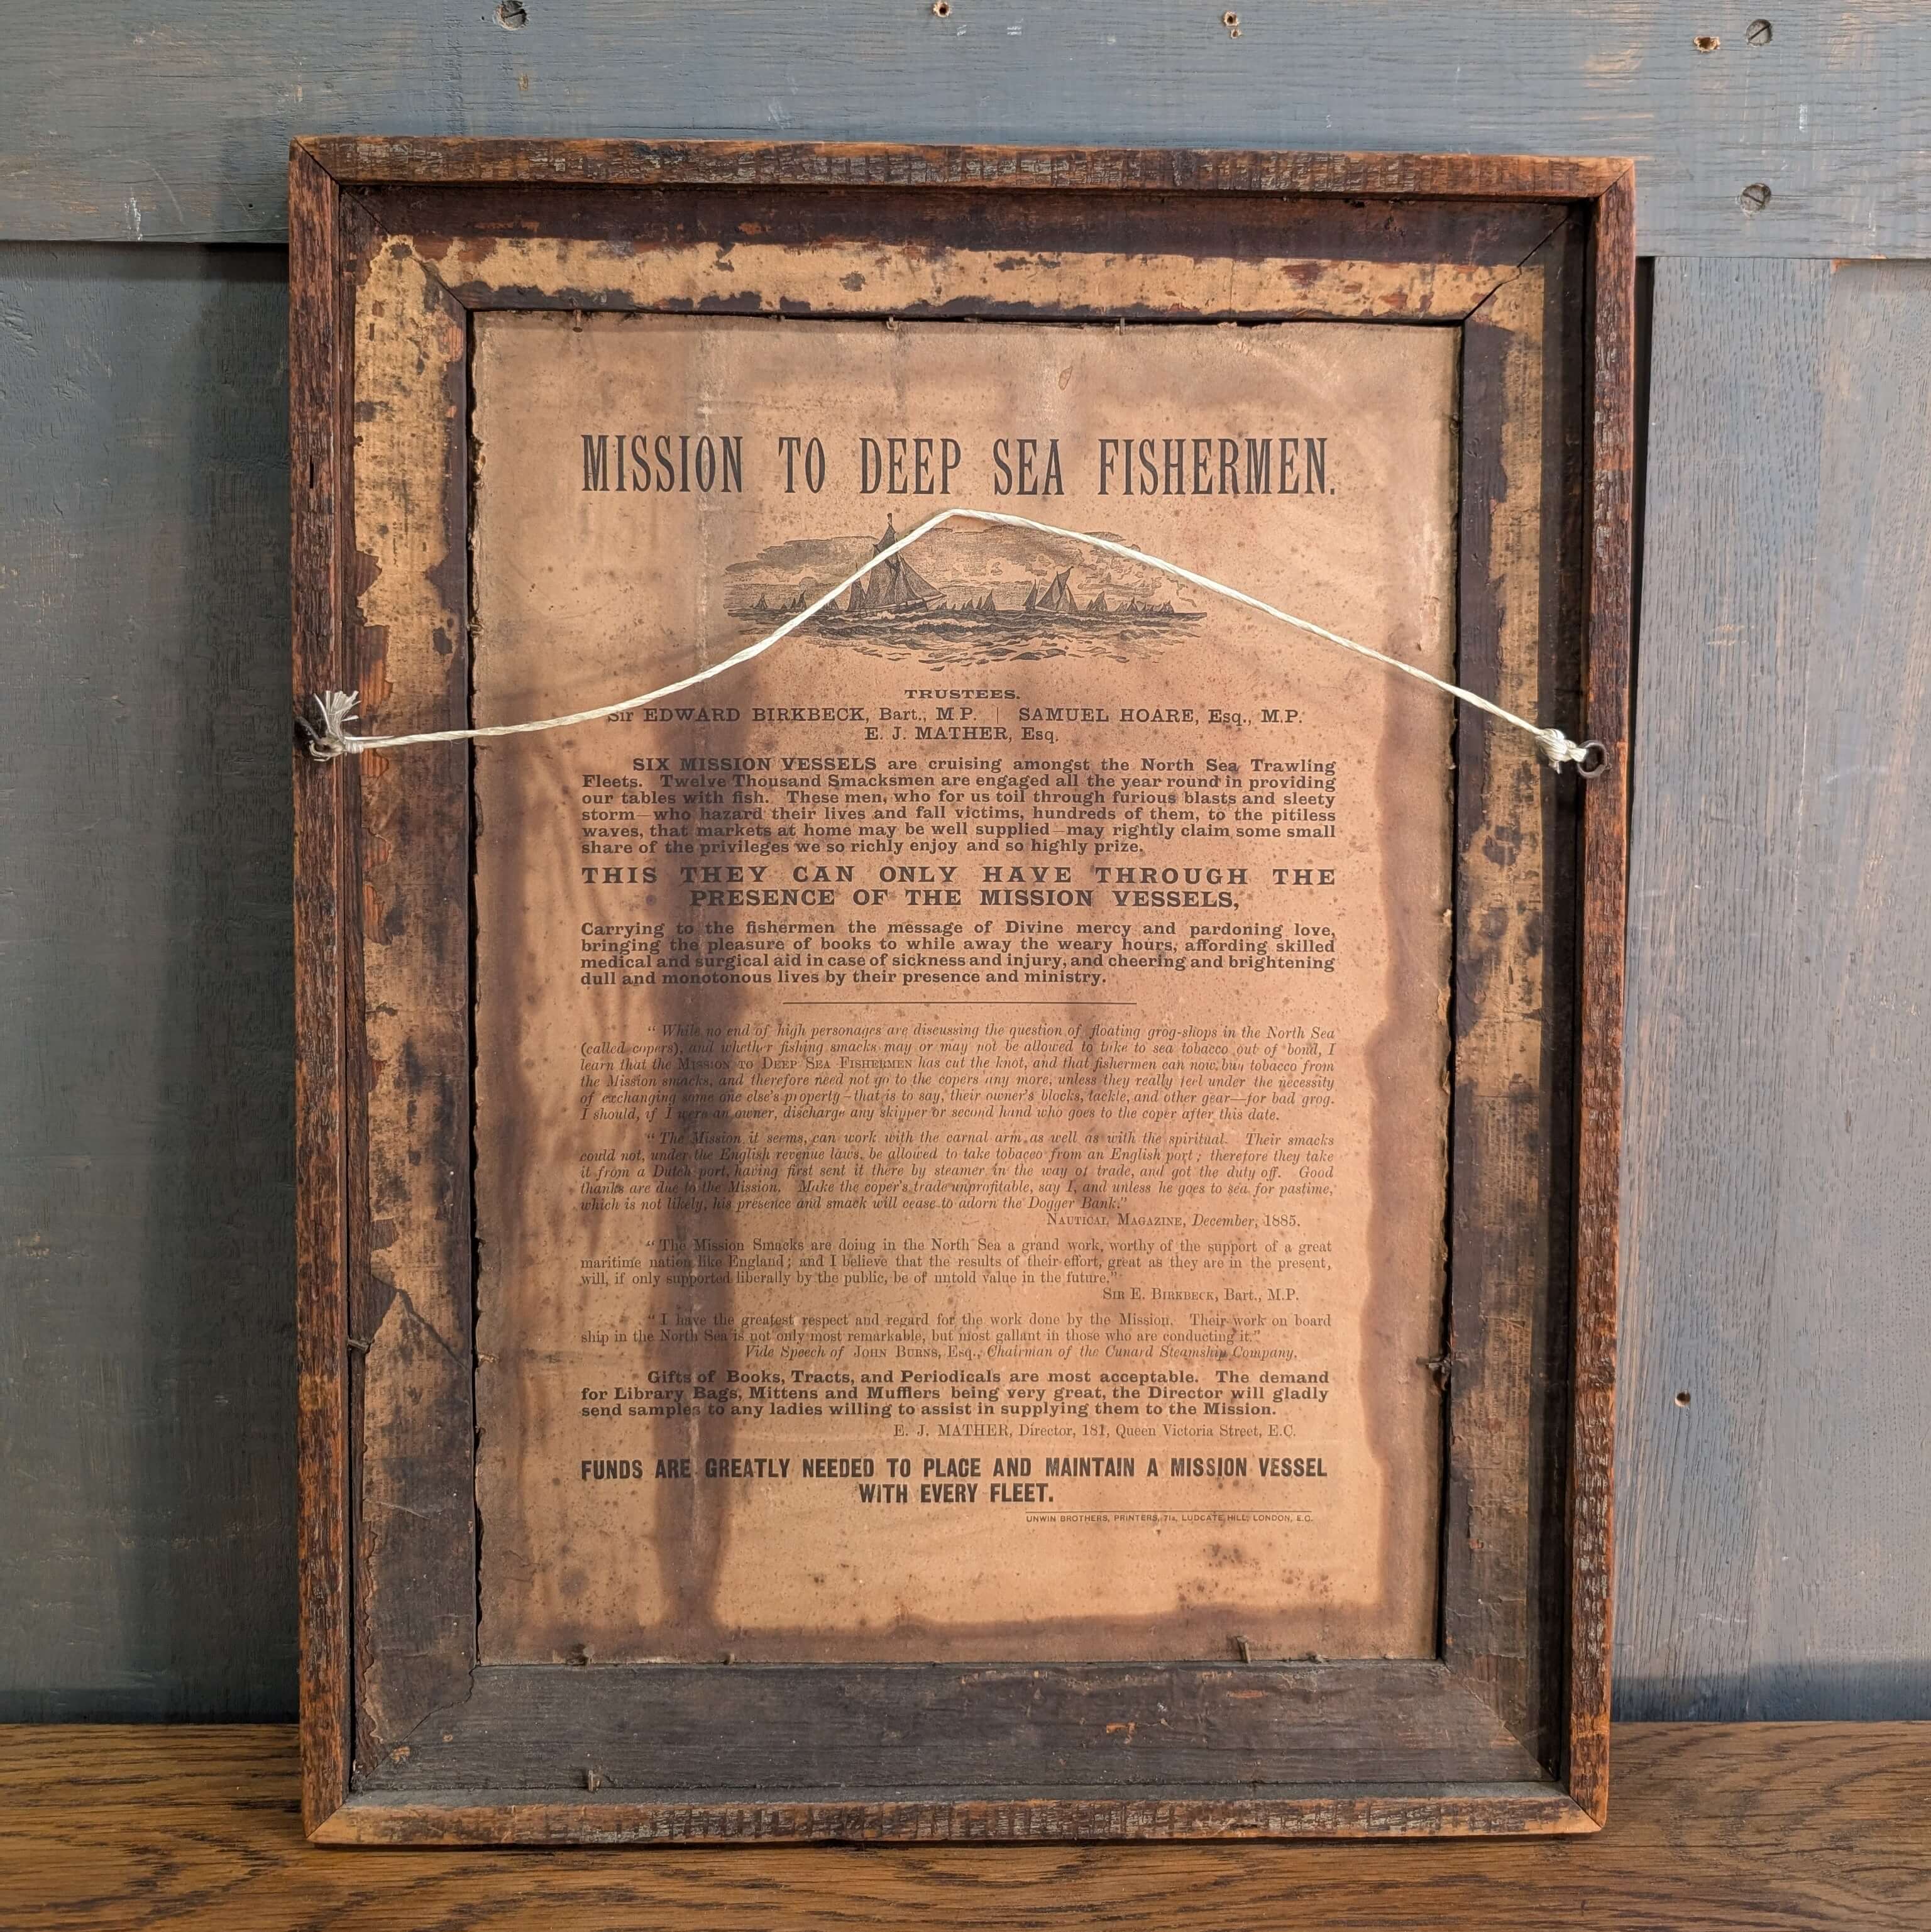 MISSION TO DEEP SEA FISHERMEN.
TRUSTEES.
Sir EDWARD BIRKBECK, Bart., M P. | SAMUEL HOARE, Esq., M.P.
E. J. MATHER, Esq.
SIX MISSION VESSELS are cruising amongst the North Sea Trawling
Fleets. Twelve Thousand Smacksmen are engaged all the year round in providing
our tables with fish. These men, who for us toil through furious blasts and sleety
storm—who hazard their lives and fall victims, hundreds of them, to the pitiless
waves, that markets at home may be well supplied—may rightly claim some small
share of the privileges we so richly enjoy and so highly prize.
THIS THEY CAN ONLY HAVE THROUGH THE
PRESENCE OF THE MISSION VESSELS,
Carrying to the fishermen the message of Divine mercy and pardoning love,
bringing the pleasure of books to while away the weary hours, affording skilled
medical and surgical aid in case of sickness and injury, and cheering and brightening
dull and monotonous lives by their presence and ministry.
" While no end of high personages are discussing the question of floating grog-shops in the North Sea
(called copers), and whether fishing smacks may or may not be allowed to take to sea tobacco out of bond, I
learn that the MISSION TO DEEP SEA FISHERMEN has cut the knot, and that fishermen can now buy tobacco from
the Mission smacks, and therefore need not go to the copers any more, unless they really feel under the necessity
of exchanging some one else's property—that is to say, their owner's blocks, tackle, and other gear—for bad grog.
I should, if I were an owner, discharge any skipper or second hand who goes to the coper after this date.
" The Mission it seems, can work with the carnal arm as well as with the spiritual. Their smacks
could not, under the English revenue laws, be allowed to take tobacco from an English port ; therefore they take
it from a Dutch port, having first sent it there by steamer in the way of trade, and got the duty off. Good
thanks are due to the Mission. Make the coper's trade unprofitable, say I, and unless he goes to sea for pastime,
which is not likely, his presence and smack will cease to adorn the Dogger Bank."
NAUTICAL MAGAZINE, December, 1885.
" The Mission Smacks are doing in the North Sea a grand work, worthy of the support of a great
maritime nation like England ; and I believe that the results of their effort, great as they are in the present,
will, if only supported liberally by the public, be of untold value in the future."
SIR E. BIRKBECK, Bart., M.P.
" I have the greatest respect and regard for the work done by the Mission. Their work on board
ship in the North Sea is not only most remarkable, but most gallant in those who are conducting it."
Vide Speech of JOHN BURNS, Esq., Chairman of the Cunard Steamship Company.
Gifts of Books, Tracts, and Periodicals are most acceptable. The demand
for Library Bags, Mittens and Mufflers being very great, the Director will gladly
send samples to any ladies willing to assist in supplying them to the Mission.
E. J. MATHER, Director, 181, Queen Victoria Street, E.C.
FUNDS ARE GREATLY NEEDED TO PLACE AND MAINTAIN A MISSION VESSEL
WITH EVERY FLEET.
UNWIN BROTHERS, PRINTERS, 71A, LUDGATE HILL, LONDON, E.C.